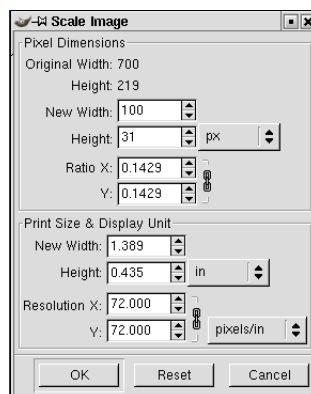 Scale Image
Pixel Dimensions
Original Width: 700
Height: 219
New Width: 100
Height: 31 px
Ratio X: 0.1429
Y: 0.1429
Print Size & Display Unit
New Width: 1.389
Height: 0.435 in
Resolution X: 72.000
Y: 72.000 pixels/in
OK Reset Cancel